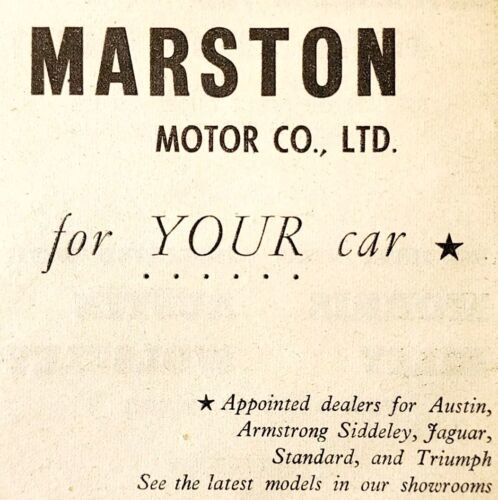 MARSTON
MOTOR CO., LTD.
for YOUR car ★
★ Appointed dealers for Austin,
Armstrong Siddeley, Jaguar,
Standard, and Triumph
See the latest models in our showrooms